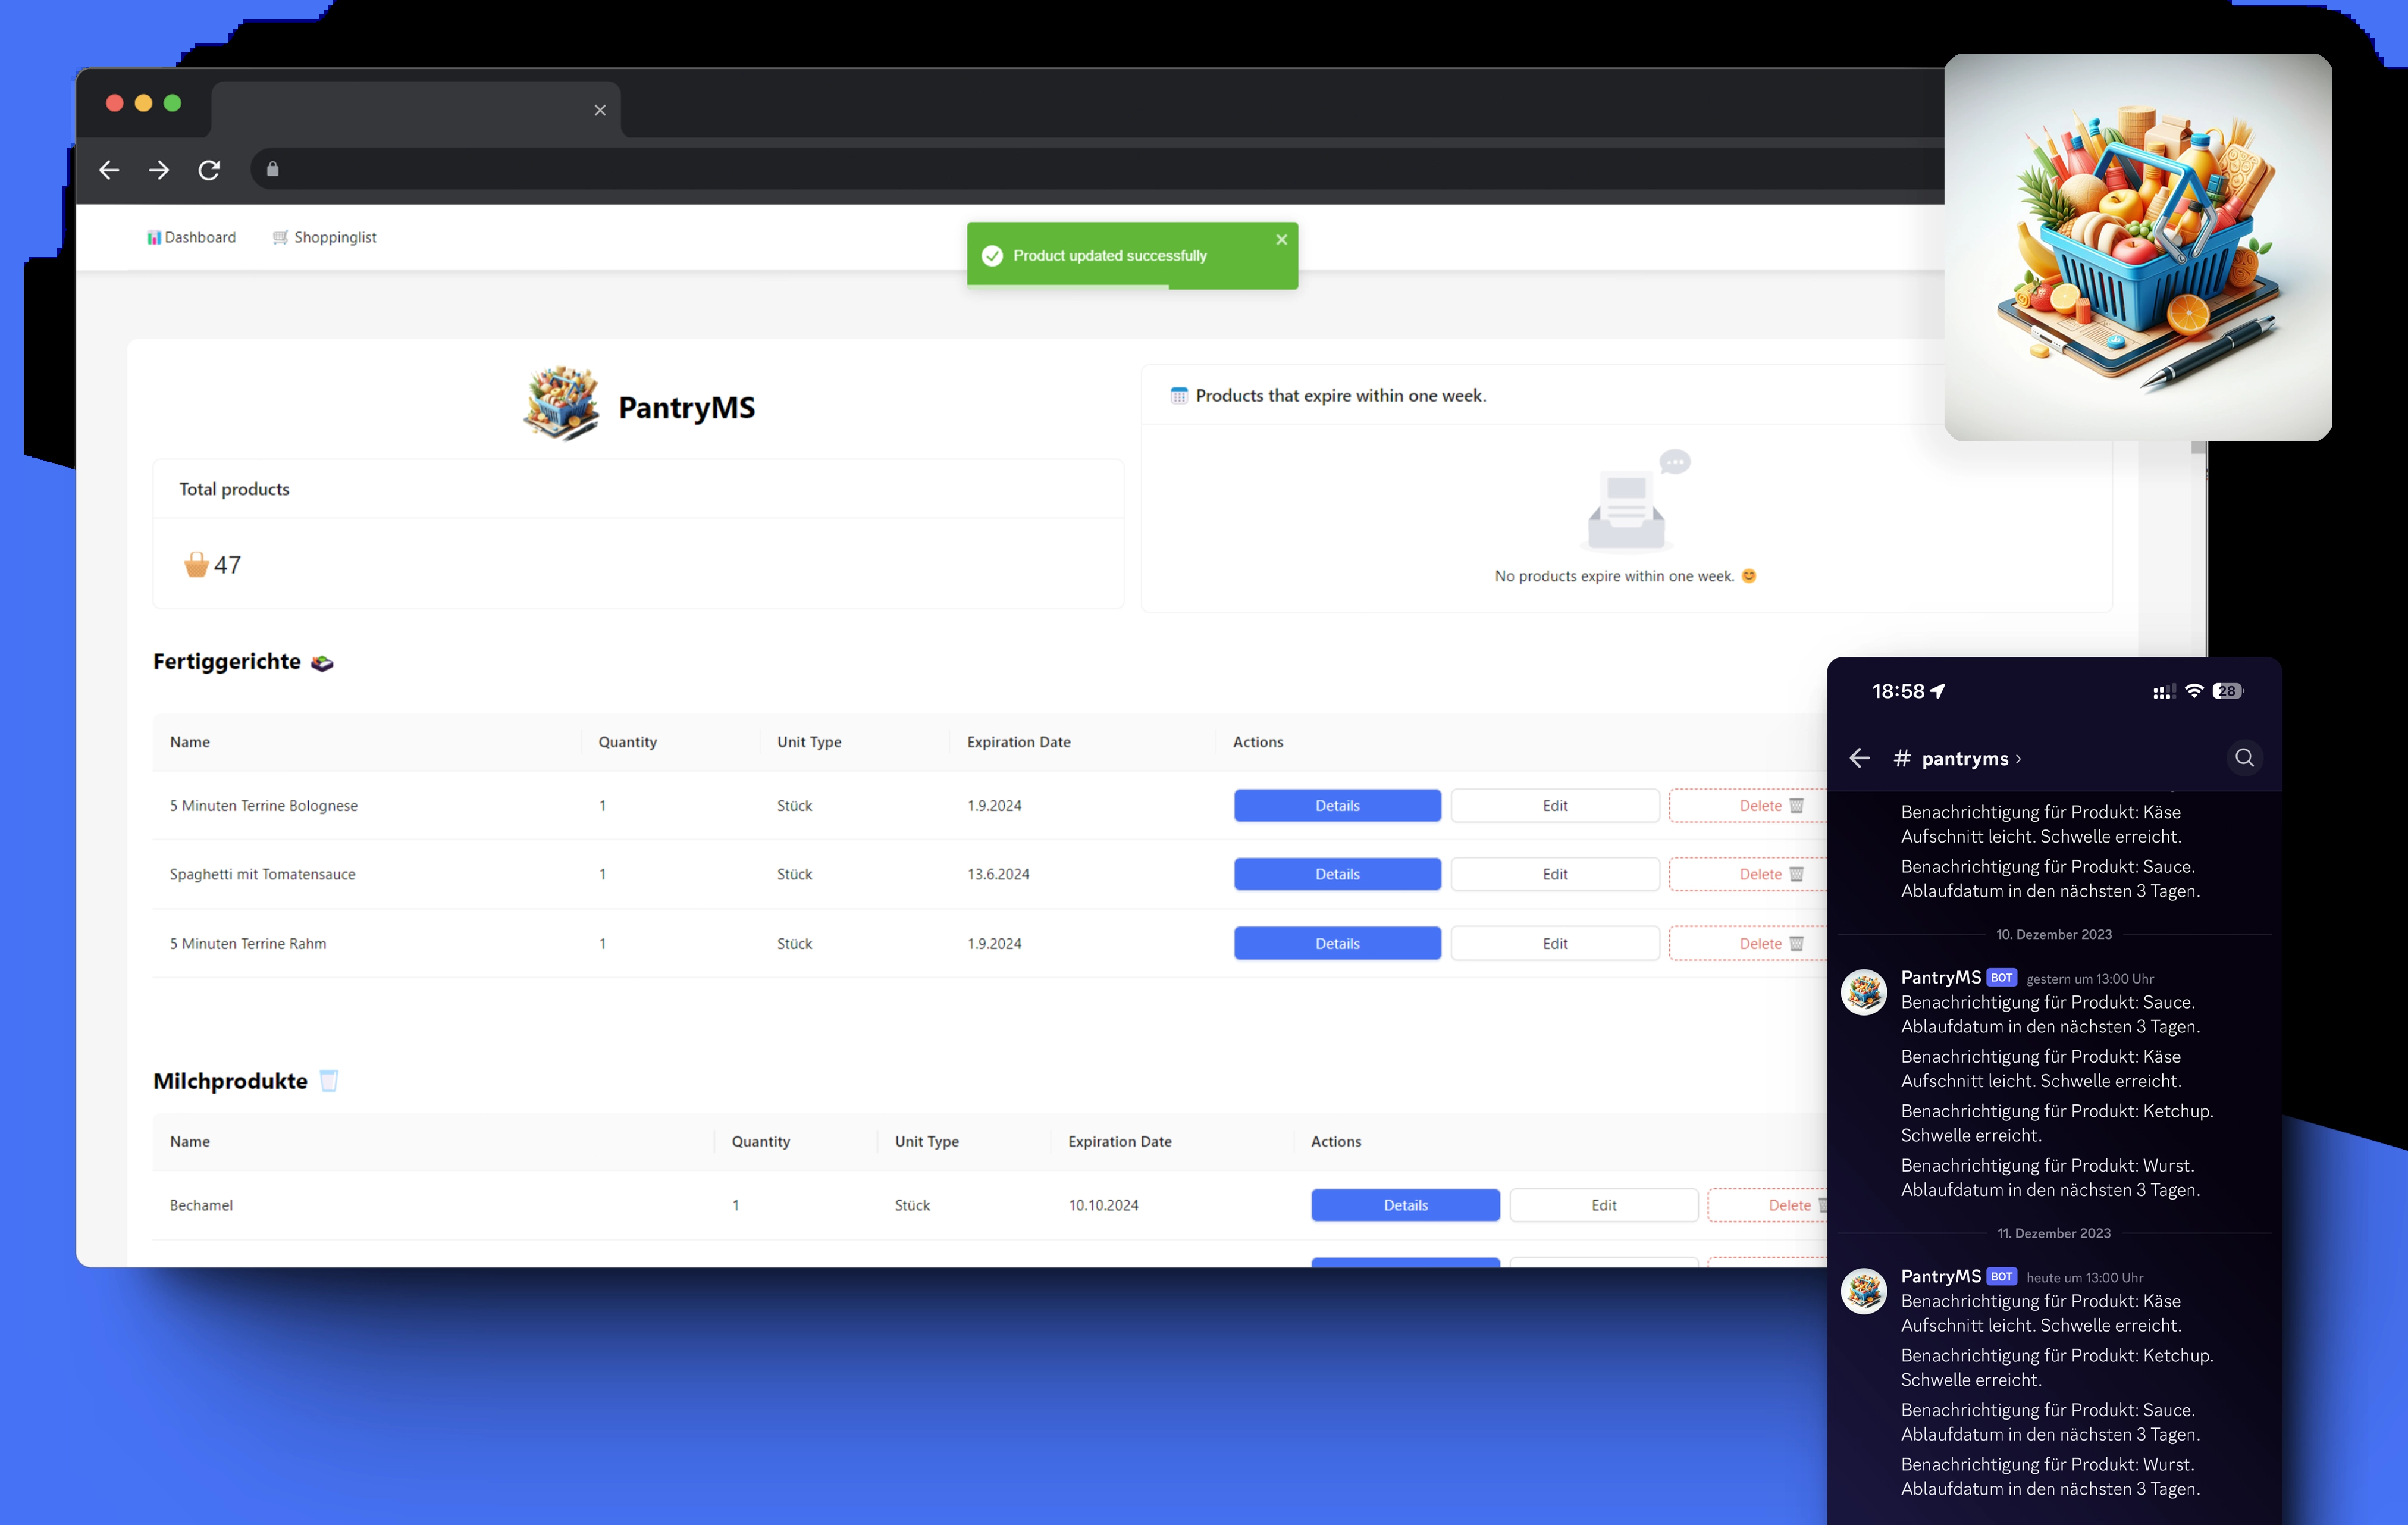 Dashboard
Shoppinglist
Product updated successfully
PantryMS
Products that expire within one week.
Total products
47
No products expire within one week. 😊
Fertiggerichte
Name Quantity Unit Type Expiration Date Actions
5 Minuten Terrine Bolognese 1 Stück 1.9.2024 Details Edit Delete
Spaghetti mit Tomatensauce 1 Stück 13.6.2024 Details Edit Delete
5 Minuten Terrine Rahm 1 Stück 1.9.2024 Details Edit Delete
Milchprodukte
Name Quantity Unit Type Expiration Date Actions
Bechamel 1 Stück 10.10.2024 Details Edit Delete
18:58
28
# pantryms ›
Benachrichtigung für Produkt: Käse
Aufschnitt leicht. Schwelle erreicht.
Benachrichtigung für Produkt: Sauce.
Ablaufdatum in den nächsten 3 Tagen.
10. Dezember 2023
PantryMS BOT gestern um 13:00 Uhr
Benachrichtigung für Produkt: Sauce.
Ablaufdatum in den nächsten 3 Tagen.
Benachrichtigung für Produkt: Käse
Aufschnitt leicht. Schwelle erreicht.
Benachrichtigung für Produkt: Ketchup.
Schwelle erreicht.
Benachrichtigung für Produkt: Wurst.
Ablaufdatum in den nächsten 3 Tagen.
11. Dezember 2023
PantryMS BOT heute um 13:00 Uhr
Benachrichtigung für Produkt: Käse
Aufschnitt leicht. Schwelle erreicht.
Benachrichtigung für Produkt: Ketchup.
Schwelle erreicht.
Benachrichtigung für Produkt: Sauce.
Ablaufdatum in den nächsten 3 Tagen.
Benachrichtigung für Produkt: Wurst.
Ablaufdatum in den nächsten 3 Tagen.